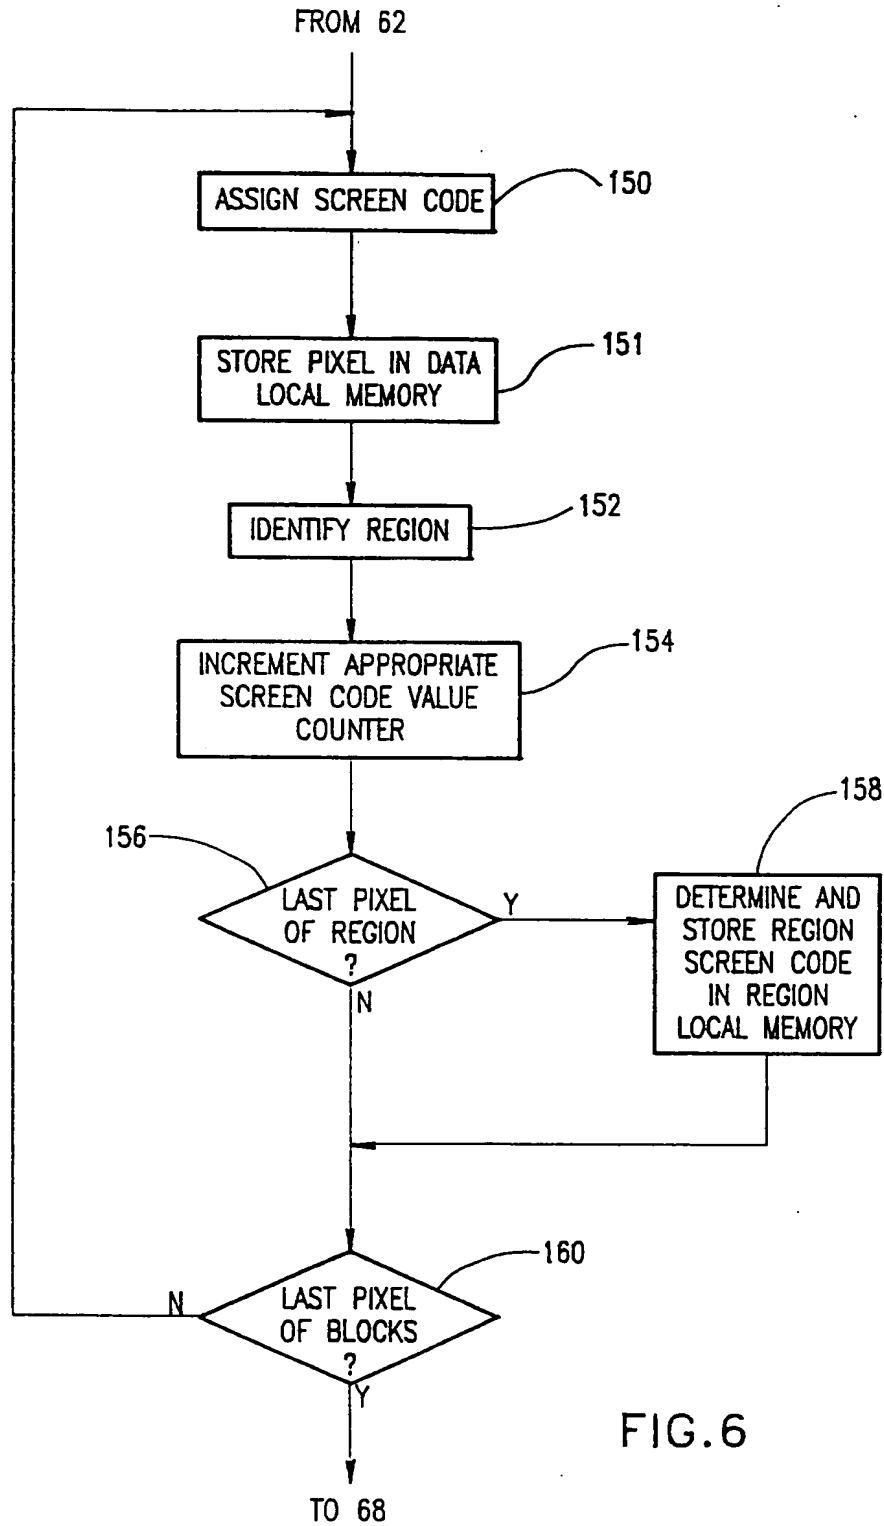 FROM 62
ASSIGN SCREEN CODE
150
STORE PIXEL IN DATA
LOCAL MEMORY
151
IDENTIFY REGION
152
INCREMENT APPROPRIATE
SCREEN CODE VALUE
COUNTER
154
156
LAST PIXEL
OF REGION
?
Y
N
158
DETERMINE AND
STORE REGION
SCREEN CODE
IN REGION
LOCAL MEMORY
160
LAST PIXEL
OF BLOCKS
?
N
Y
TO 68
FIG.6